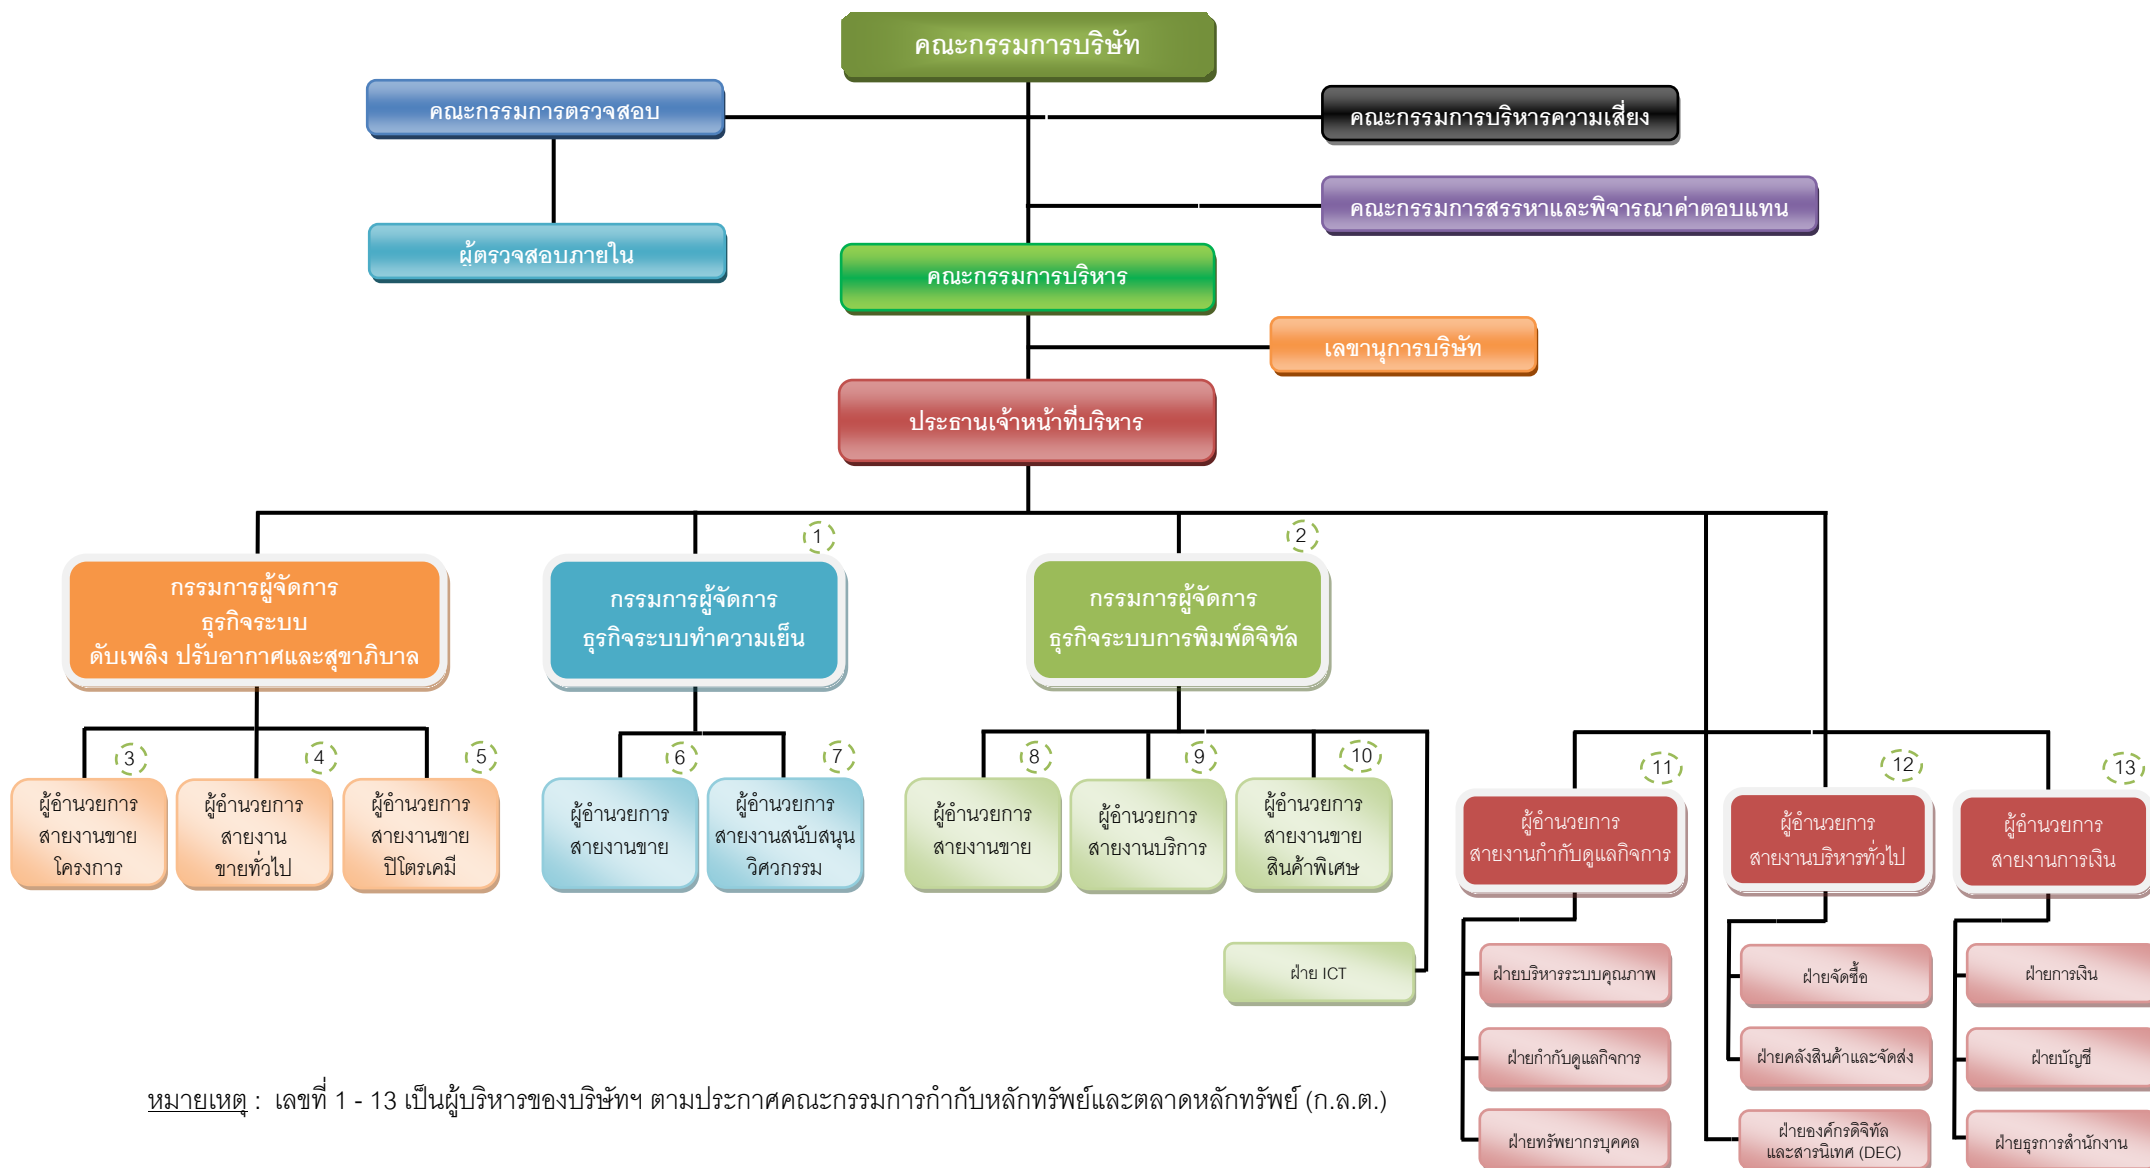 คณะกรรมการบริษัท
คณะกรรมการตรวจสอบ
คณะกรรมการบริหารความเสี่ยง
คณะกรรมการสรรหาและพิจารณาค่าตอบแทน
ผู้ตรวจสอบภายใน
คณะกรรมการบริหาร
เลขานุการบริษัท
ประธานเจ้าหน้าที่บริหาร
กรรมการผู้จัดการ
ธุรกิจระบบ
ดับเพลิง ปรับอากาศและสุขาภิบาล
1
กรรมการผู้จัดการ
ธุรกิจระบบทำความเย็น
2
กรรมการผู้จัดการ
ธุรกิจระบบการพิมพ์ดิจิทัล
3
ผู้อำนวยการ
สายงานขาย
โครงการ
4
ผู้อำนวยการ
สายงาน
ขายทั่วไป
5
ผู้อำนวยการ
สายงานขาย
ปิโตรเคมี
6
ผู้อำนวยการ
สายงานขาย
7
ผู้อำนวยการ
สายงานสนับสนุน
วิศวกรรม
8
ผู้อำนวยการ
สายงานขาย
9
ผู้อำนวยการ
สายงานบริการ
10
ผู้อำนวยการ
สายงานขาย
สินค้าพิเศษ
11
ผู้อำนวยการ
สายงานกำกับดูแลกิจการ
12
ผู้อำนวยการ
สายงานบริหารทั่วไป
13
ผู้อำนวยการ
สายงานการเงิน
ฝ่าย ICT
ฝ่ายบริหารระบบคุณภาพ
ฝ่ายกำกับดูแลกิจการ
ฝ่ายทรัพยากรบุคคล
ฝ่ายจัดซื้อ
ฝ่ายคลังสินค้าและจัดส่ง
ฝ่ายองค์กรดิจิทัล
และสารนิเทศ (DEC)
ฝ่ายการเงิน
ฝ่ายบัญชี
ฝ่ายธุรการสำนักงาน
หมายเหตุ : เลขที่ 1 - 13 เป็นผู้บริหารของบริษัทฯ ตามประกาศคณะกรรมการกำกับหลักทรัพย์และตลาดหลักทรัพย์ (ก.ล.ต.)